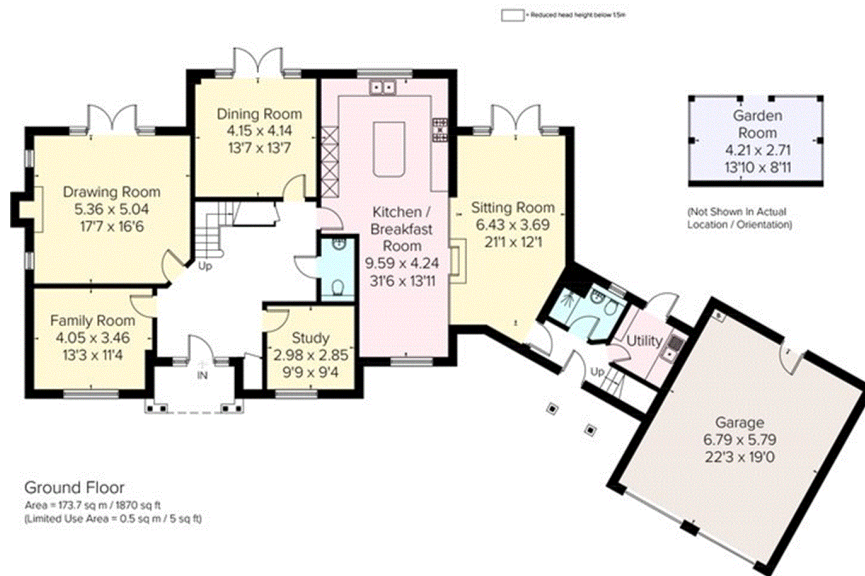 = Reduced head height below 1.5m
Dining Room
4.15 x 4.14
13'7 x 13'7
Garden
Room
4.21 x 2.71
13'10 x 8'11
(Not Shown In Actual
Location / Orientation)
Drawing Room
5.36 x 5.04
17'7 x 16'6
Kitchen /
Breakfast
Room
9.59 x 4.24
31'6 x 13'11
Sitting Room
6.43 x 3.69
21'1 x 12'1
Up
Family Room
4.05 x 3.46
13'3 x 11'4
Study
2.98 x 2.85
9'9 x 9'4
Utility
Up
IN
Garage
6.79 x 5.79
22'3 x 19'0
Ground Floor
Area = 173.7 sq m / 1870 sq ft
(Limited Use Area = 0.5 sq m / 5 sq ft)